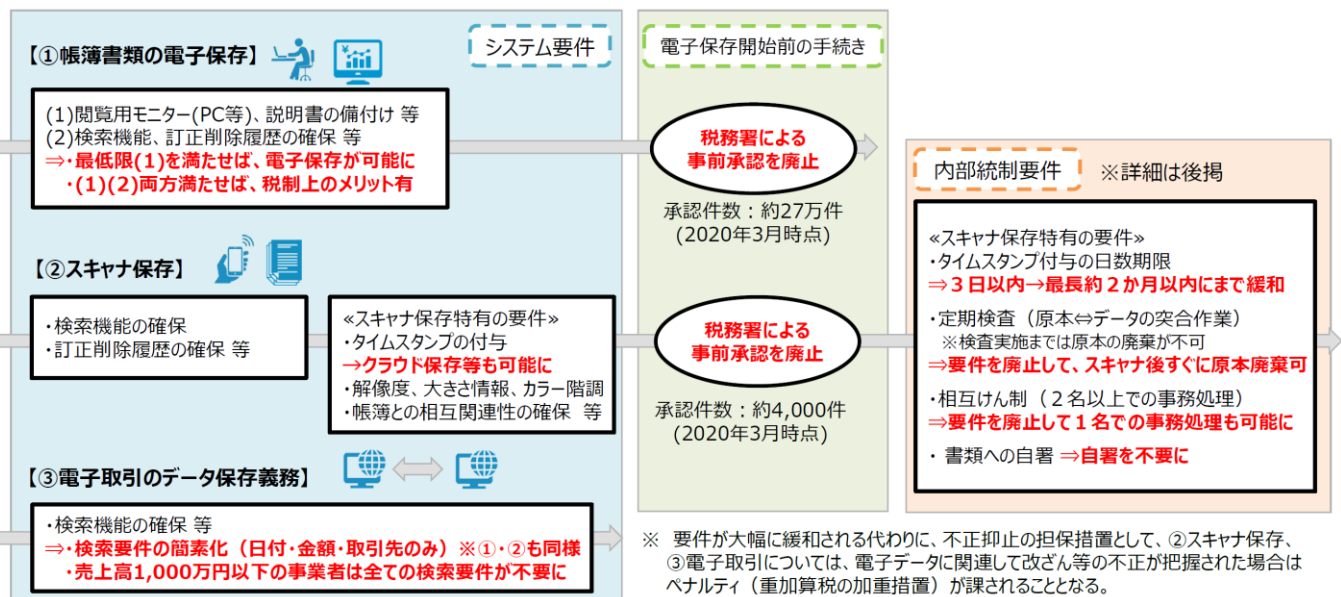 【①帳簿書類の電子保存】
システム要件
(1)閲覧用モニター(PC等)、説明書の備付け 等
(2)検索機能、訂正削除履歴の確保 等
⇒・最低限(1)を満たせば、電子保存が可能に
・(1)(2)両方満たせば、税制上のメリット有
電子保存開始前の手続き
税務署による
事前承認を廃止
承認件数：約27万件
(2020年3月時点)
【②スキャナ保存】
・検索機能の確保
・訂正削除履歴の確保 等
≪スキャナ保存特有の要件≫
・タイムスタンプの付与
→クラウド保存等も可能に
・解像度、大きさ情報、カラー階調
・帳簿との相互関連性の確保 等
税務署による
事前承認を廃止
承認件数：約4,000件
(2020年3月時点)
内部統制要件 ※詳細は後掲
≪スキャナ保存特有の要件≫
・タイムスタンプ付与の日数期限
⇒３日以内→最長約２か月以内にまで緩和
・定期検査（原本⇔データの突合作業）
※検査実施までは原本の廃棄が不可
⇒要件を廃止して、スキャナ後すぐに原本廃棄可
・相互けん制（２名以上での事務処理）
⇒要件を廃止して１名での事務処理も可能に
・ 書類への自署 ⇒自署を不要に
【③電子取引のデータ保存義務】
・検索機能の確保 等
⇒・検索要件の簡素化（日付・金額・取引先のみ）※①・②も同様
・売上高1,000万円以下の事業者は全ての検索要件が不要に
※ 要件が大幅に緩和される代わりに、不正抑止の担保措置として、②スキャナ保存、
③電子取引については、電子データに関連して改ざん等の不正が把握された場合は
ペナルティ（重加算税の加重措置）が課されることとなる。